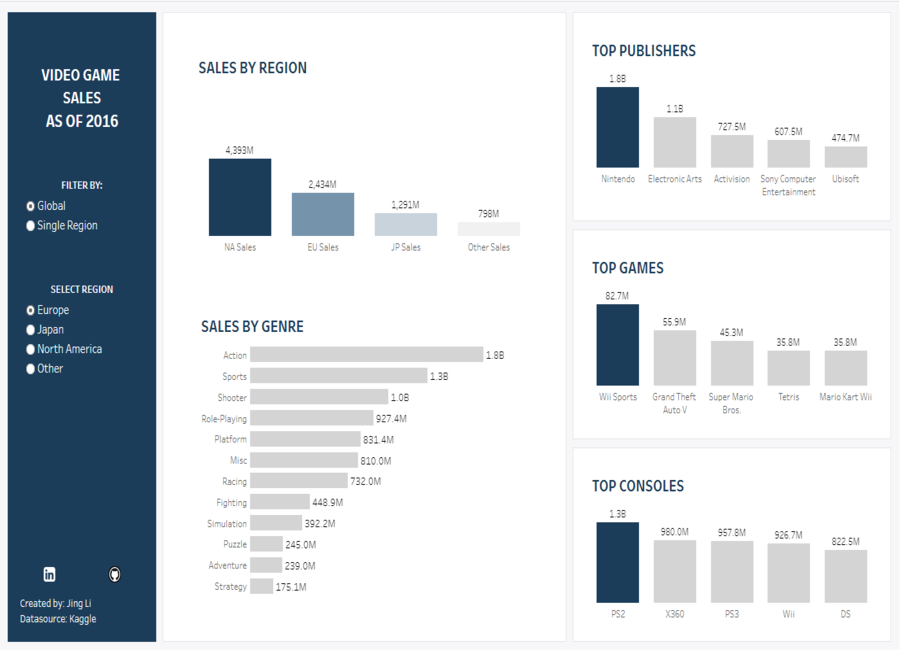 VIDEO GAME
SALES
AS OF 2016
FILTER BY:
Global
Single Region
SELECT REGION
Europe
Japan
North America
Other
in
Created by: Jing Li
Datasource: Kaggle
SALES BY REGION
4,393M
2,434M
1,291M
798M
NA Sales
EU Sales
JP Sales
Other Sales
SALES BY GENRE
Action 1.8B
Sports 1.3B
Shooter 1.0B
Role-Playing 927.4M
Platform 831.4M
Misc 810.0M
Racing 732.0M
Fighting 448.9M
Simulation 392.2M
Puzzle 245.0M
Adventure 239.0M
Strategy 175.1M
TOP PUBLISHERS
1.8B
1.1B
727.5M
607.5M
474.7M
Nintendo
Electronic Arts
Activision
Sony Computer
Entertainment
Ubisoft
TOP GAMES
82.7M
55.9M
45.3M
35.8M
35.8M
Wii Sports
Grand Theft
Auto V
Super Mario
Bros.
Tetris
Mario Kart Wii
TOP CONSOLES
1.3B
980.0M
957.8M
926.7M
822.5M
PS2
X360
PS3
Wii
DS